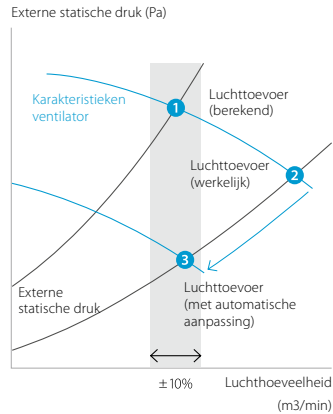 Externe statische druk (Pa)
Karakteristieken
ventilator
1
Luchttoevoer
(berekend)
Luchttoevoer
(werkelijk)
2
3
Externe
statische druk
Luchttoevoer
(met automatische
aanpassing)
±10%
Luchthoeveelheid
(m3/min)